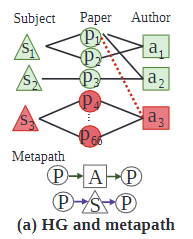 Subject Paper Author
S1 P1 a1
P2
S2 P3 a2
S3 P4 a3
P66
Metapath
P A P
P S P
(a) HG and metapath